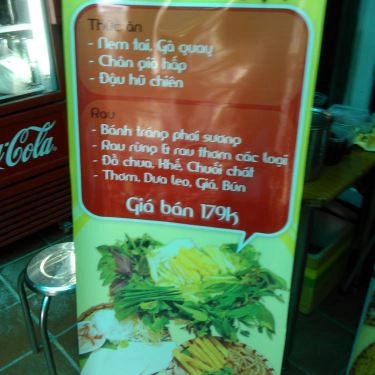 Thức ăn
- Nem tai, Gà quay
- Chân giò hấp
- Đậu hũ chiên
Rau
- Bánh tráng phơi sương
- Rau rừng & rau thơm các loại
- Đồ chua, Khế, Chuối chát
- Thơm, Dưa leo, Giá, Bún
Giá bán 179k
Coca-Cola